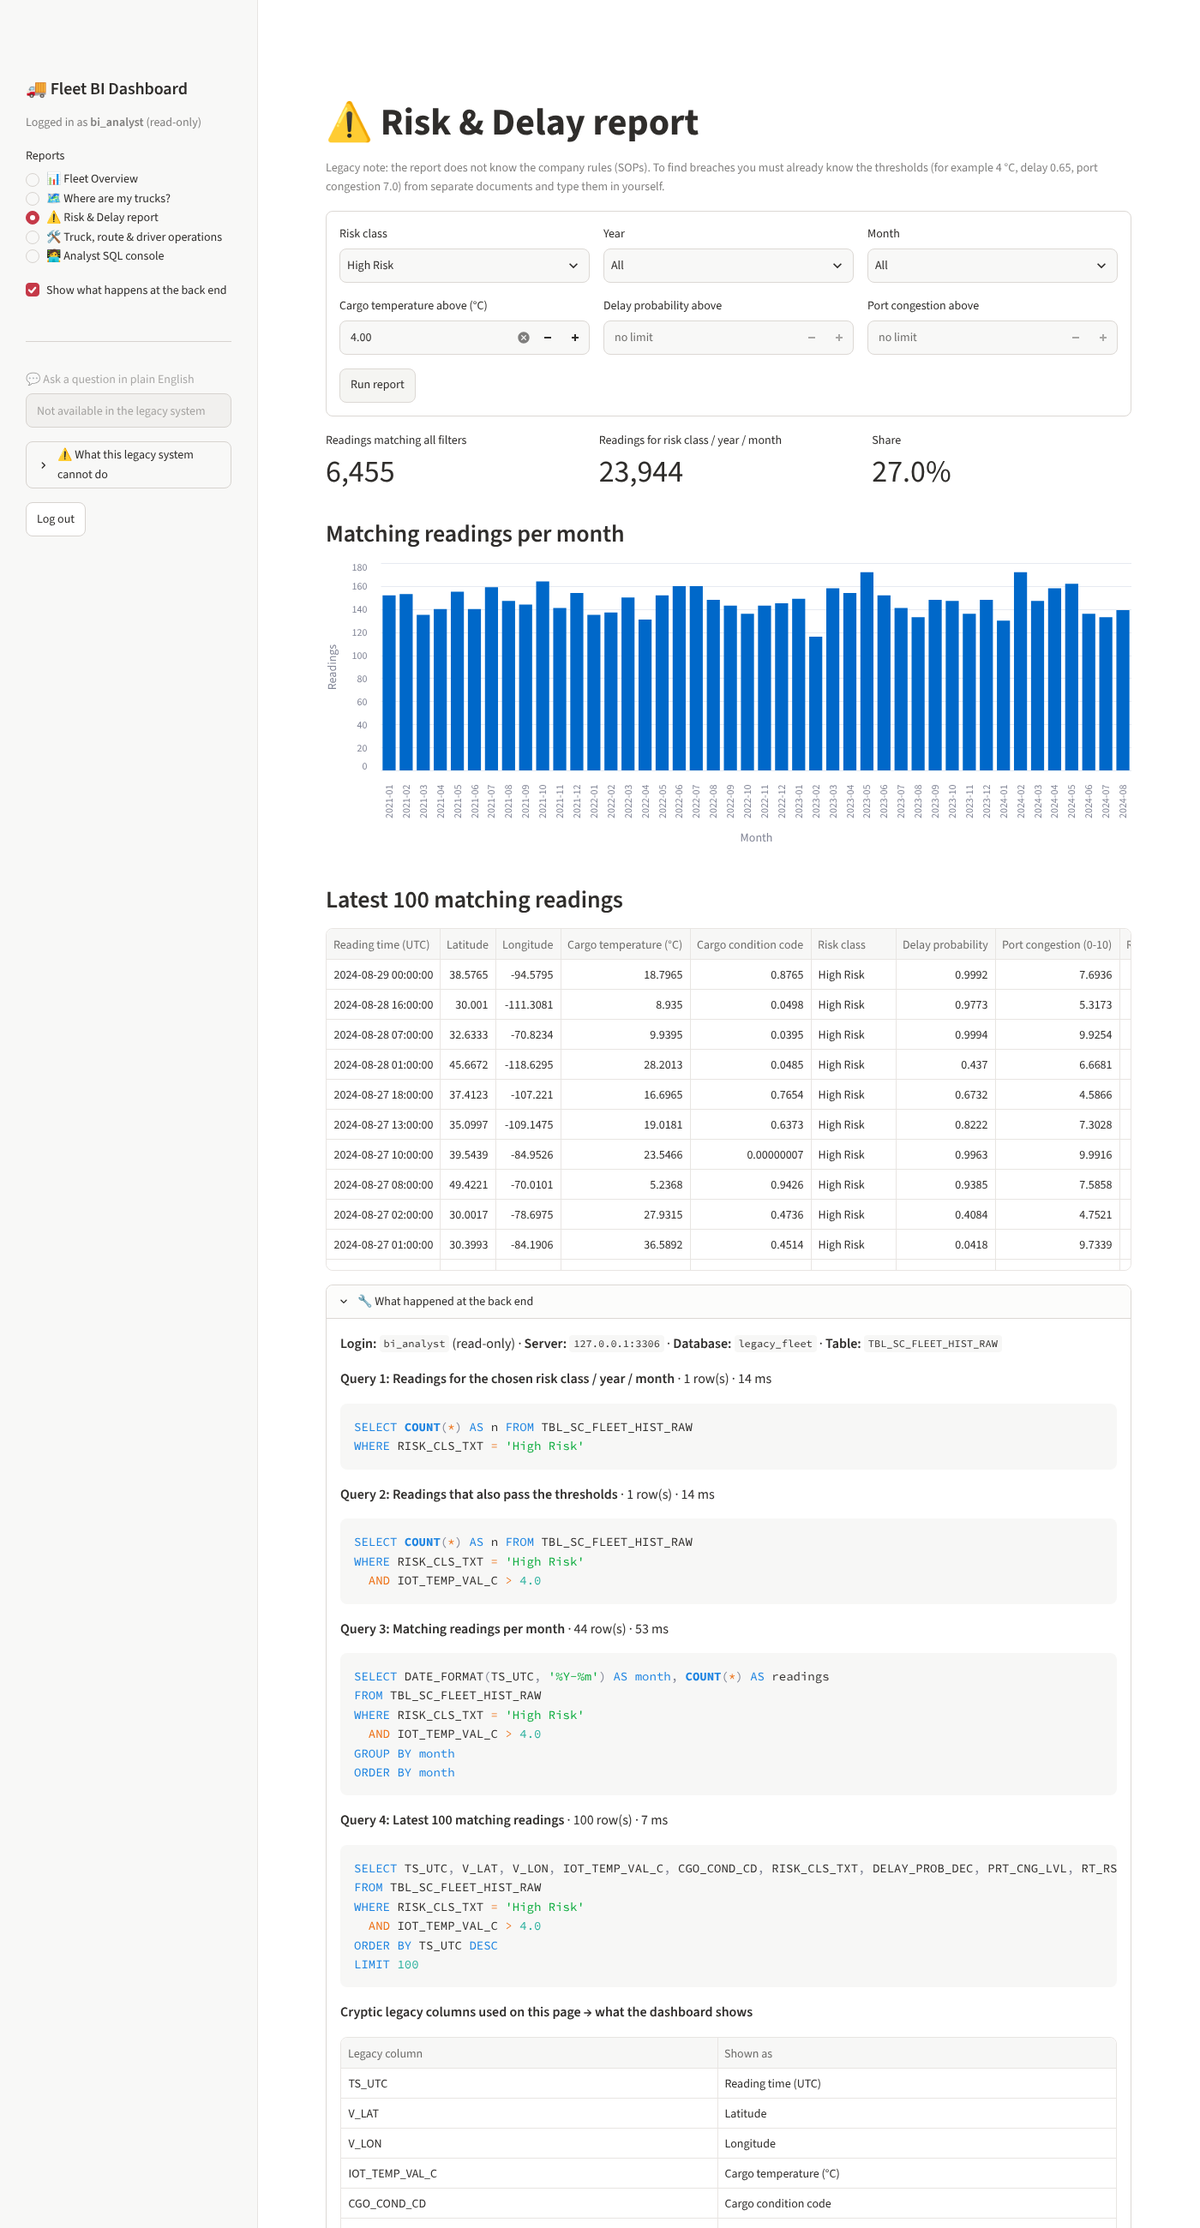 🚚 Fleet BI Dashboard
Logged in as bi_analyst (read-only)
Reports
📊 Fleet Overview
🗺️ Where are my trucks?
⚠️ Risk & Delay report
🛠️ Truck, route & driver operations
🧑‍💻 Analyst SQL console
Show what happens at the back end
💬 Ask a question in plain English
Not available in the legacy system
⚠️ What this legacy system
cannot do
Log out
⚠️ Risk & Delay report
Legacy note: the report does not know the company rules (SOPs). To find breaches you must already know the thresholds (for example 4 °C, delay 0.65, port
congestion 7.0) from separate documents and type them in yourself.
Risk class Year Month
High Risk All All
Cargo temperature above (°C) Delay probability above Port congestion above
4.00 no limit no limit
Run report
Readings matching all filters Readings for risk class / year / month Share
6,455 23,944 27.0%
Matching readings per month
180
160
140
120
100
80
60
40
20
0
Readings
2021-01 2021-02 2021-03 2021-04 2021-05 2021-06 2021-07 2021-08 2021-09 2021-10 2021-11 2021-12 2022-01 2022-02 2022-03 2022-04 2022-05 2022-06 2022-07 2022-08 2022-09 2022-10 2022-11 2022-12 2023-01 2023-02 2023-03 2023-04 2023-05 2023-06 2023-07 2023-08 2023-09 2023-10 2023-11 2023-12 2024-01 2024-02 2024-03 2024-04 2024-05 2024-06 2024-07 2024-08
Month
Latest 100 matching readings
Reading time (UTC) Latitude Longitude Cargo temperature (°C) Cargo condition code Risk class Delay probability Port congestion (0-10)
2024-08-29 00:00:00 38.5765 -94.5795 18.7965 0.8765 High Risk 0.9992 7.6936
2024-08-28 16:00:00 30.001 -111.3081 8.935 0.0498 High Risk 0.9773 5.3173
2024-08-28 07:00:00 32.6333 -70.8234 9.9395 0.0395 High Risk 0.9994 9.9254
2024-08-28 01:00:00 45.6672 -118.6295 28.2013 0.0485 High Risk 0.437 6.6681
2024-08-27 18:00:00 37.4123 -107.221 16.6965 0.7654 High Risk 0.6732 4.5866
2024-08-27 13:00:00 35.0997 -109.1475 19.0181 0.6373 High Risk 0.8222 7.3028
2024-08-27 10:00:00 39.5439 -84.9526 23.5466 0.00000007 High Risk 0.9963 9.9916
2024-08-27 08:00:00 49.4221 -70.0101 5.2368 0.9426 High Risk 0.9385 7.5858
2024-08-27 02:00:00 30.0017 -78.6975 27.9315 0.4736 High Risk 0.4084 4.7521
2024-08-27 01:00:00 30.3993 -84.1906 36.5892 0.4514 High Risk 0.0418 9.7339
🔧 What happened at the back end
Login: bi_analyst (read-only) · Server: 127.0.0.1:3306 · Database: legacy_fleet · Table: TBL_SC_FLEET_HIST_RAW
Query 1: Readings for the chosen risk class / year / month · 1 row(s) · 14 ms
SELECT COUNT(*) AS n FROM TBL_SC_FLEET_HIST_RAW
WHERE RISK_CLS_TXT = 'High Risk'
Query 2: Readings that also pass the thresholds · 1 row(s) · 14 ms
SELECT COUNT(*) AS n FROM TBL_SC_FLEET_HIST_RAW
WHERE RISK_CLS_TXT = 'High Risk'
AND IOT_TEMP_VAL_C > 4.0
Query 3: Matching readings per month · 44 row(s) · 53 ms
SELECT DATE_FORMAT(TS_UTC, '%Y-%m') AS month, COUNT(*) AS readings
FROM TBL_SC_FLEET_HIST_RAW
WHERE RISK_CLS_TXT = 'High Risk'
AND IOT_TEMP_VAL_C > 4.0
GROUP BY month
ORDER BY month
Query 4: Latest 100 matching readings · 100 row(s) · 7 ms
SELECT TS_UTC, V_LAT, V_LON, IOT_TEMP_VAL_C, CGO_COND_CD, RISK_CLS_TXT, DELAY_PROB_DEC, PRT_CNG_LVL, RT_RS
FROM TBL_SC_FLEET_HIST_RAW
WHERE RISK_CLS_TXT = 'High Risk'
AND IOT_TEMP_VAL_C > 4.0
ORDER BY TS_UTC DESC
LIMIT 100
Cryptic legacy columns used on this page → what the dashboard shows
Legacy column Shown as
TS_UTC Reading time (UTC)
V_LAT Latitude
V_LON Longitude
IOT_TEMP_VAL_C Cargo temperature (°C)
CGO_COND_CD Cargo condition code